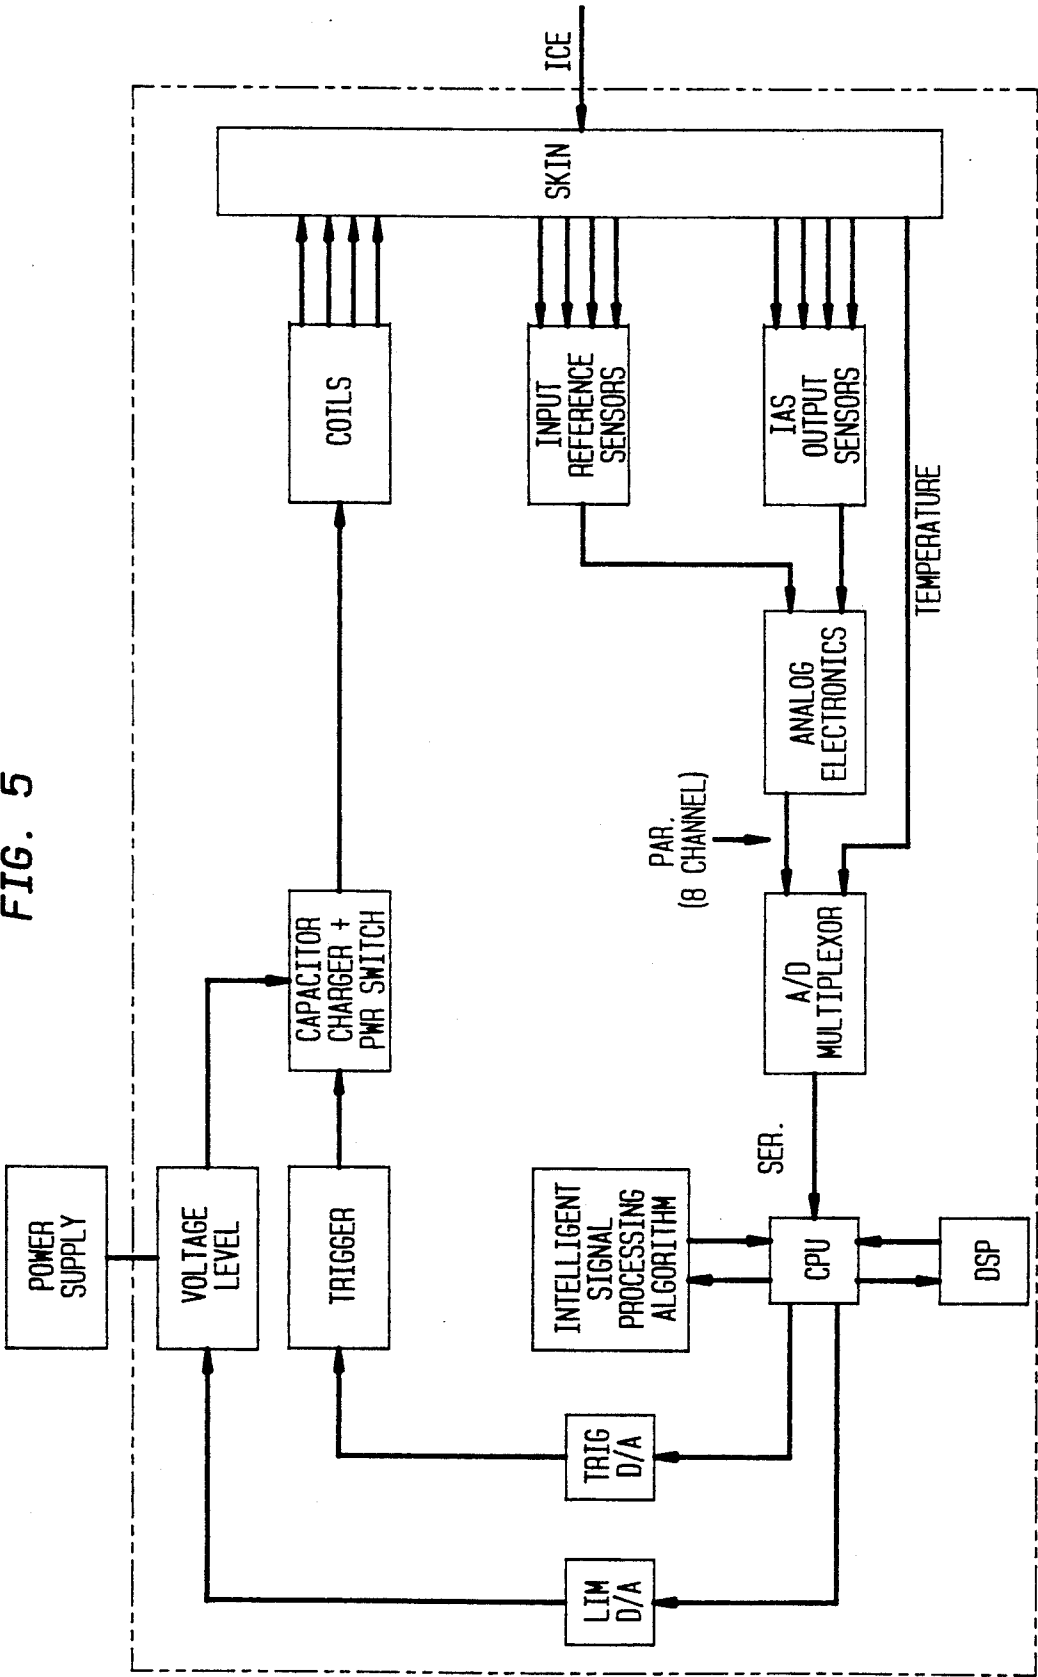 FIG. 5
POWER
SUPPLY
VOLTAGE
LEVEL
TRIGGER
CAPACITOR
CHARGER +
PWR SWITCH
COILS
SKIN
ICE
INPUT
REFERENCE
SENSORS
IAS
OUTPUT
SENSORS
TEMPERATURE
ANALOG
ELECTRONICS
PAR.
(8 CHANNEL)
A/D
MULTIPLEXOR
SER.
INTELLIGENT
SIGNAL
PROCESSING
ALGORITHM
CPU
DSP
TRIG
D/A
LIM
D/A